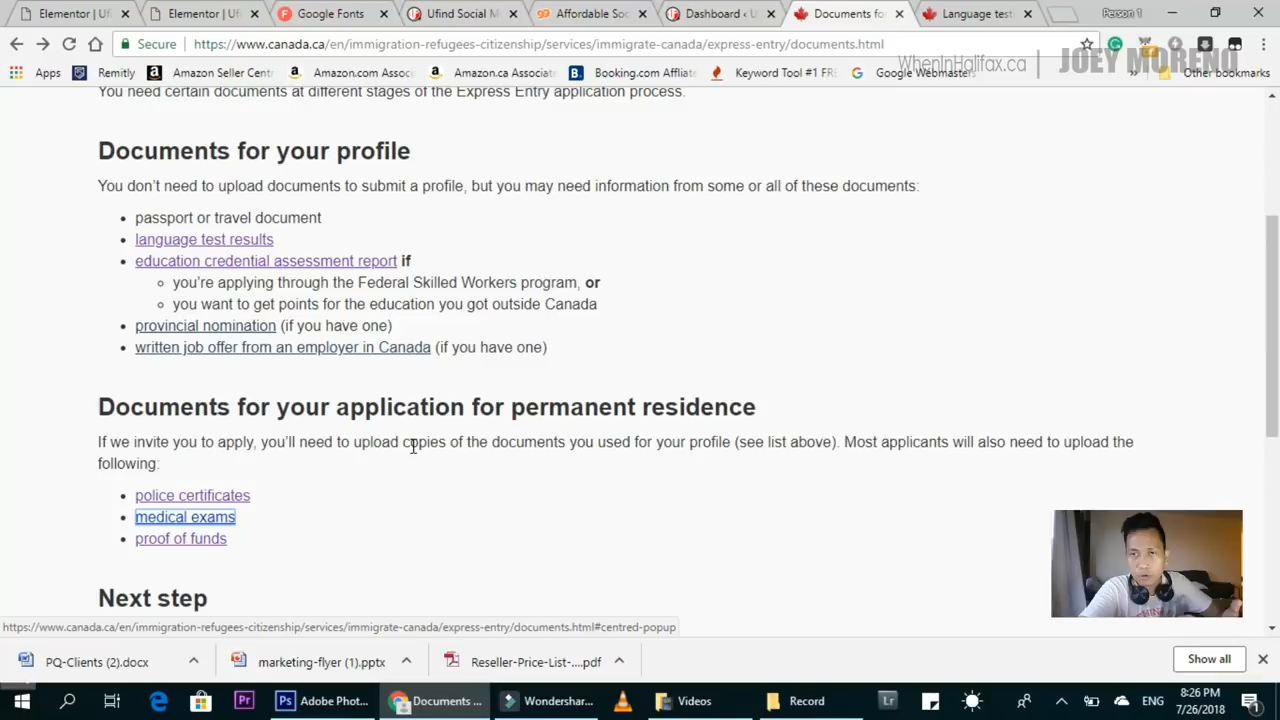 Elementor | Ufi
Elementor | Ufin
Google Fonts
Ufind Social M
Affordable Soc
Dashboard ‹ U
Documents fo
Language test
Person 1
Secure
https://www.canada.ca/en/immigration-refugees-citizenship/services/immigrate-canada/express-entry/documents.html
WhenInHalifax.ca | JOEY MORENO
Apps
Remitly
Amazon Seller Cent
Amazon.com Assoc
Amazon.ca Associat
Booking.com Affiliat
Keyword Tool #1 FRE
Google Webmasters
»
Other bookmarks
You need certain documents at different stages of the Express Entry application process.
Documents for your profile
You don't need to upload documents to submit a profile, but you may need information from some or all of these documents:
passport or travel document
language test results
education credential assessment report if
you're applying through the Federal Skilled Workers program, or
you want to get points for the education you got outside Canada
provincial nomination (if you have one)
written job offer from an employer in Canada (if you have one)
Documents for your application for permanent residence
If we invite you to apply, you'll need to upload copies of the documents you used for your profile (see list above). Most applicants will also need to upload the
following:
police certificates
medical exams
proof of funds
Next step
https://www.canada.ca/en/immigration-refugees-citizenship/services/immigrate-canada/express-entry/documents.html#centred-popup
PQ-Clients (2).docx
marketing-flyer (1).pptx
Reseller-Price-List-....pdf
Show all
Pr
Ps
Adobe Phot...
Documents ...
Wondershar...
Videos
Record
Lr
ENG
8:26 PM
7/26/2018